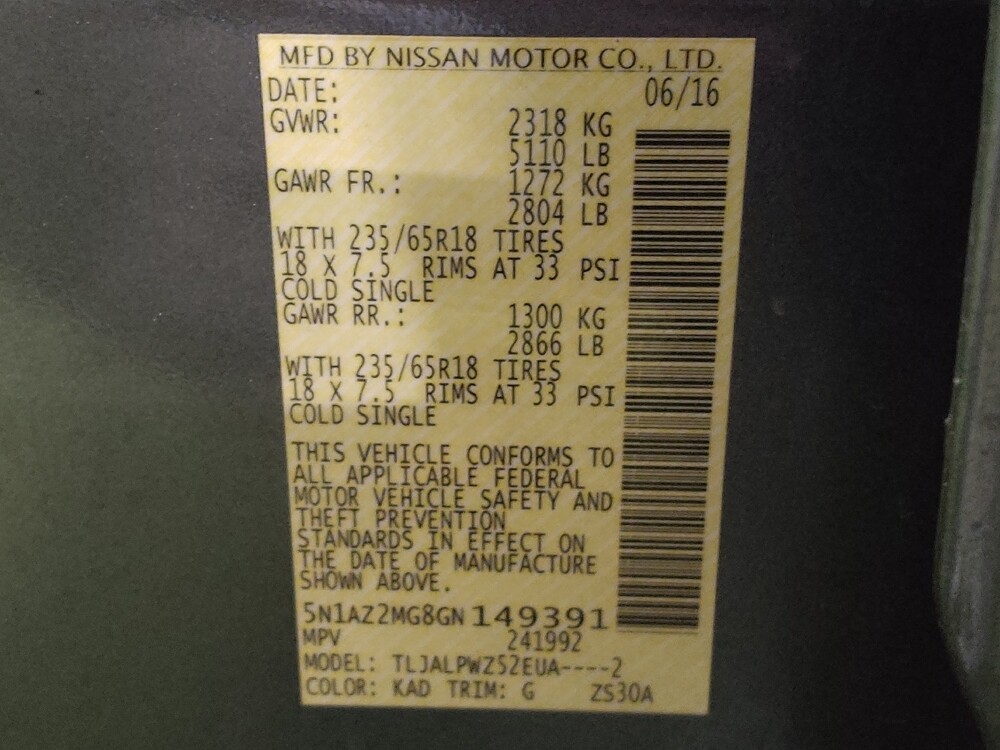 MFD BY NISSAN MOTOR CO., LTD.
DATE: 06/16
GVWR: 2318 KG
5110 LB
GAWR FR.: 1272 KG
2804 LB
WITH 235/65R18 TIRES
18 X 7.5 RIMS AT 33 PSI
COLD SINGLE
GAWR RR.: 1300 KG
2866 LB
WITH 235/65R18 TIRES
18 X 7.5 RIMS AT 33 PSI
COLD SINGLE
THIS VEHICLE CONFORMS TO
ALL APPLICABLE FEDERAL
MOTOR VEHICLE SAFETY AND
THEFT PREVENTION
STANDARDS IN EFFECT ON
THE DATE OF MANUFACTURE
SHOWN ABOVE.
5N1AZ2MG8GN149391
MPV 241992
MODEL: TLJALPWZ52EUA----2
COLOR: KAD TRIM: G ZS30A